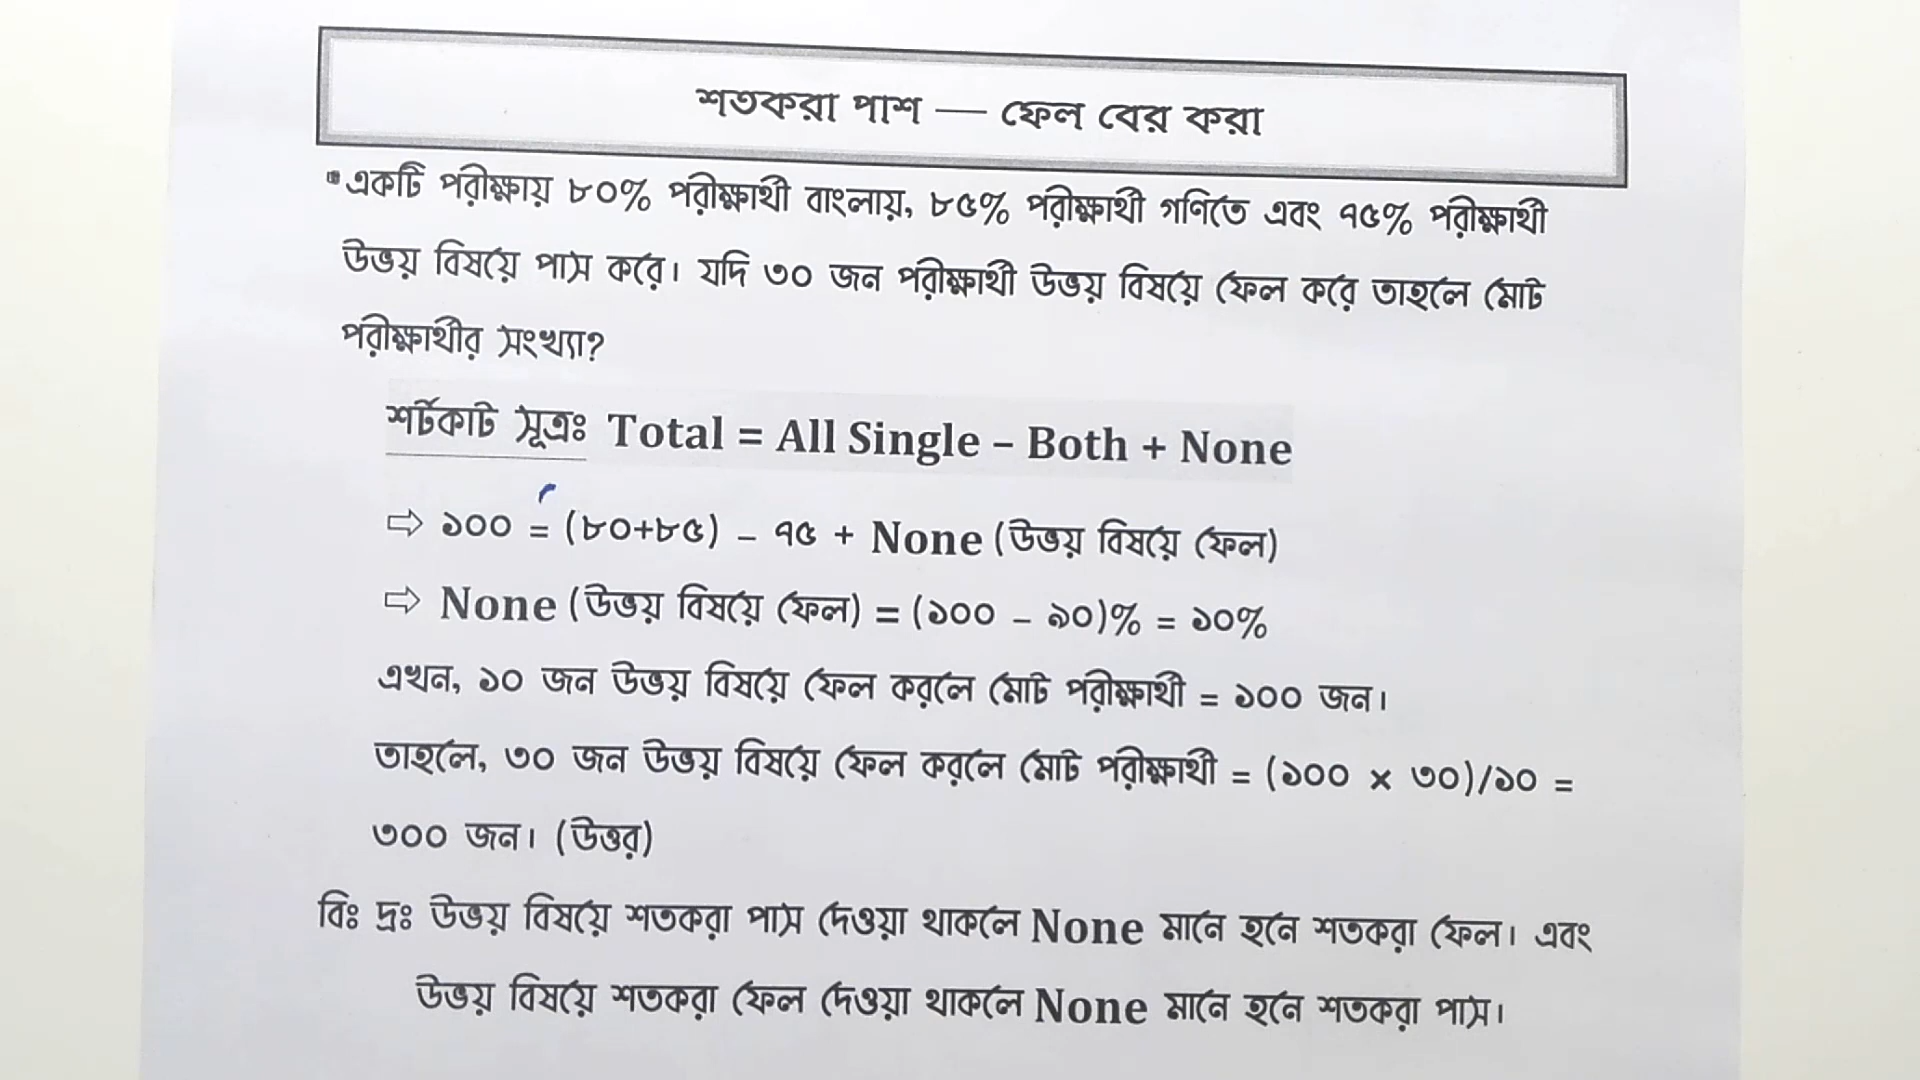 শতকরা পাশ — ফেল বের করা
একটি পরীক্ষায় ৮০% পরীক্ষার্থী বাংলায়, ৮৫% পরীক্ষার্থী গণিতে এবং ৭৫% পরীক্ষার্থী
উভয় বিষয়ে পাস করে। যদি ৩০ জন পরীক্ষার্থী উভয় বিষয়ে ফেল করে তাহলে মোট
পরীক্ষার্থীর সংখ্যা?
শর্টকাট সূত্রঃ Total = All Single – Both + None
⇨ ১০০ = (৮০+৮৫) – ৭৫ + None (উভয় বিষয়ে ফেল)
⇨ None (উভয় বিষয়ে ফেল) = (১০০ – ৯০)% = ১০%
এখন, ১০ জন উভয় বিষয়ে ফেল করলে মোট পরীক্ষার্থী = ১০০ জন।
তাহলে, ৩০ জন উভয় বিষয়ে ফেল করলে মোট পরীক্ষার্থী = (১০০ × ৩০)/১০ =
৩০০ জন। (উত্তর)
বিঃ দ্রঃ উভয় বিষয়ে শতকরা পাস দেওয়া থাকলে None মানে হনে শতকরা ফেল। এবং
উভয় বিষয়ে শতকরা ফেল দেওয়া থাকলে None মানে হনে শতকরা পাস।